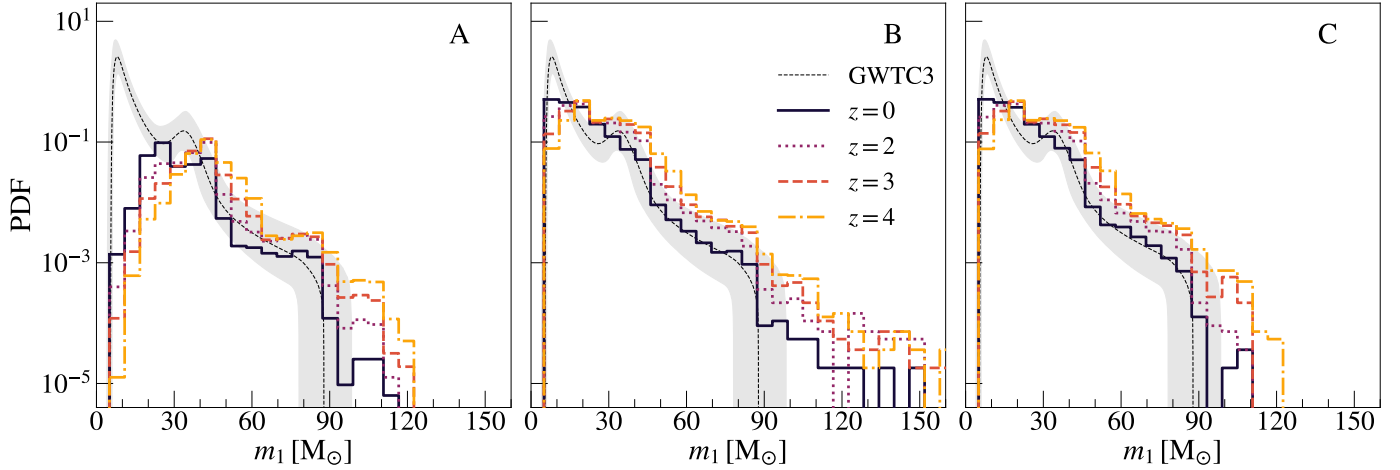 A
B
C
PDF
10^1
10^−1
10^−3
10^−5
GWTC3
z = 0
z = 2
z = 3
z = 4
0 30 60 90 120 150
0 30 60 90 120 150
0 30 60 90 120 150
m₁ [M⊙]
m₁ [M⊙]
m₁ [M⊙]